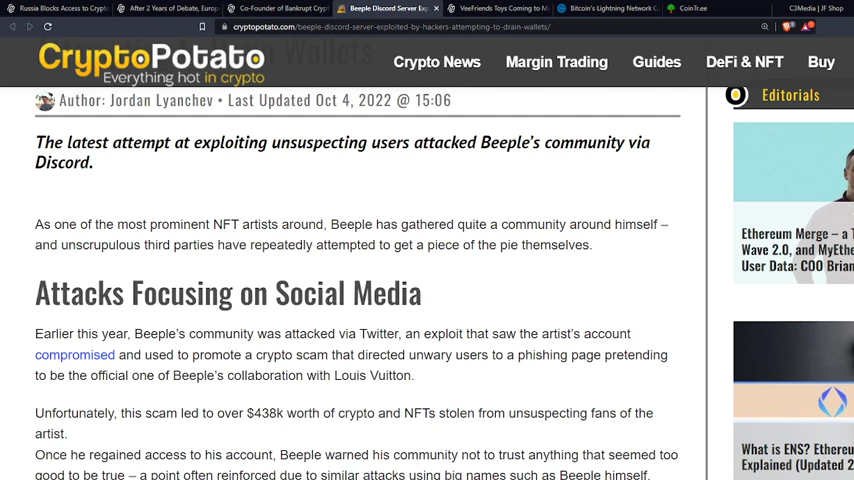 Russia Blocks Access to Crypto
After 2 Years of Debate, Europ
Co-Founder of Bankrupt Crypt
Beeple Discord Server Exp
VeeFriends Toys Coming to M
Bitcoin's Lightning Network C
CoinTr.ee
C3Media | JF Shop
cryptopotato.com/beeple-discord-server-exploited-by-hackers-attempting-to-drain-wallets/
CryptoPotato
Everything hot in crypto
Crypto News
Margin Trading
Guides
DeFi & NFT
Buy
Wallets
Author: Jordan Lyanchev • Last Updated Oct 4, 2022 @ 15:06
The latest attempt at exploiting unsuspecting users attacked Beeple's community via
Discord.
As one of the most prominent NFT artists around, Beeple has gathered quite a community around himself –
and unscrupulous third parties have repeatedly attempted to get a piece of the pie themselves.
Attacks Focusing on Social Media
Earlier this year, Beeple's community was attacked via Twitter, an exploit that saw the artist's account
compromised and used to promote a crypto scam that directed unwary users to a phishing page pretending
to be the official one of Beeple's collaboration with Louis Vuitton.
Unfortunately, this scam led to over $438k worth of crypto and NFTs stolen from unsuspecting fans of the
artist.
Once he regained access to his account, Beeple warned his community not to trust anything that seemed too
good to be true – a point often reinforced due to similar attacks using big names such as Beeple himself.
Editorials
Ethereum Merge – a T
Wave 2.0, and MyEthe
User Data: COO Brian
What is ENS? Ethereu
Explained (Updated 2